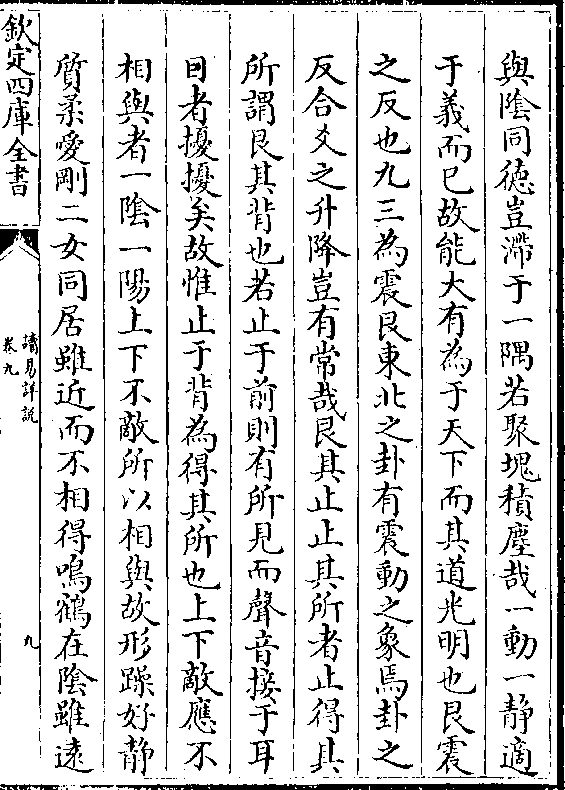 與陰同德豈滯于一隅若聚塊積塵哉一動一静適
于義而已故能大有為于天下而其道光明也艮震
之反也九三為震艮東北之卦有震動之象焉卦之
反合爻之升降豈有常哉艮其止止其所者止得其
所謂艮其背也若止于前則有所見而聲音接于耳
目者擾擾矣故惟止于背為得其所也上下敵應不
相與者一陰一陽上下不敵所以相與故形躁好静
質柔愛剛二女同居雖近而不相得鳴鶴在陰雖遠
欽定四庫全書
讀易詳説
卷九
九